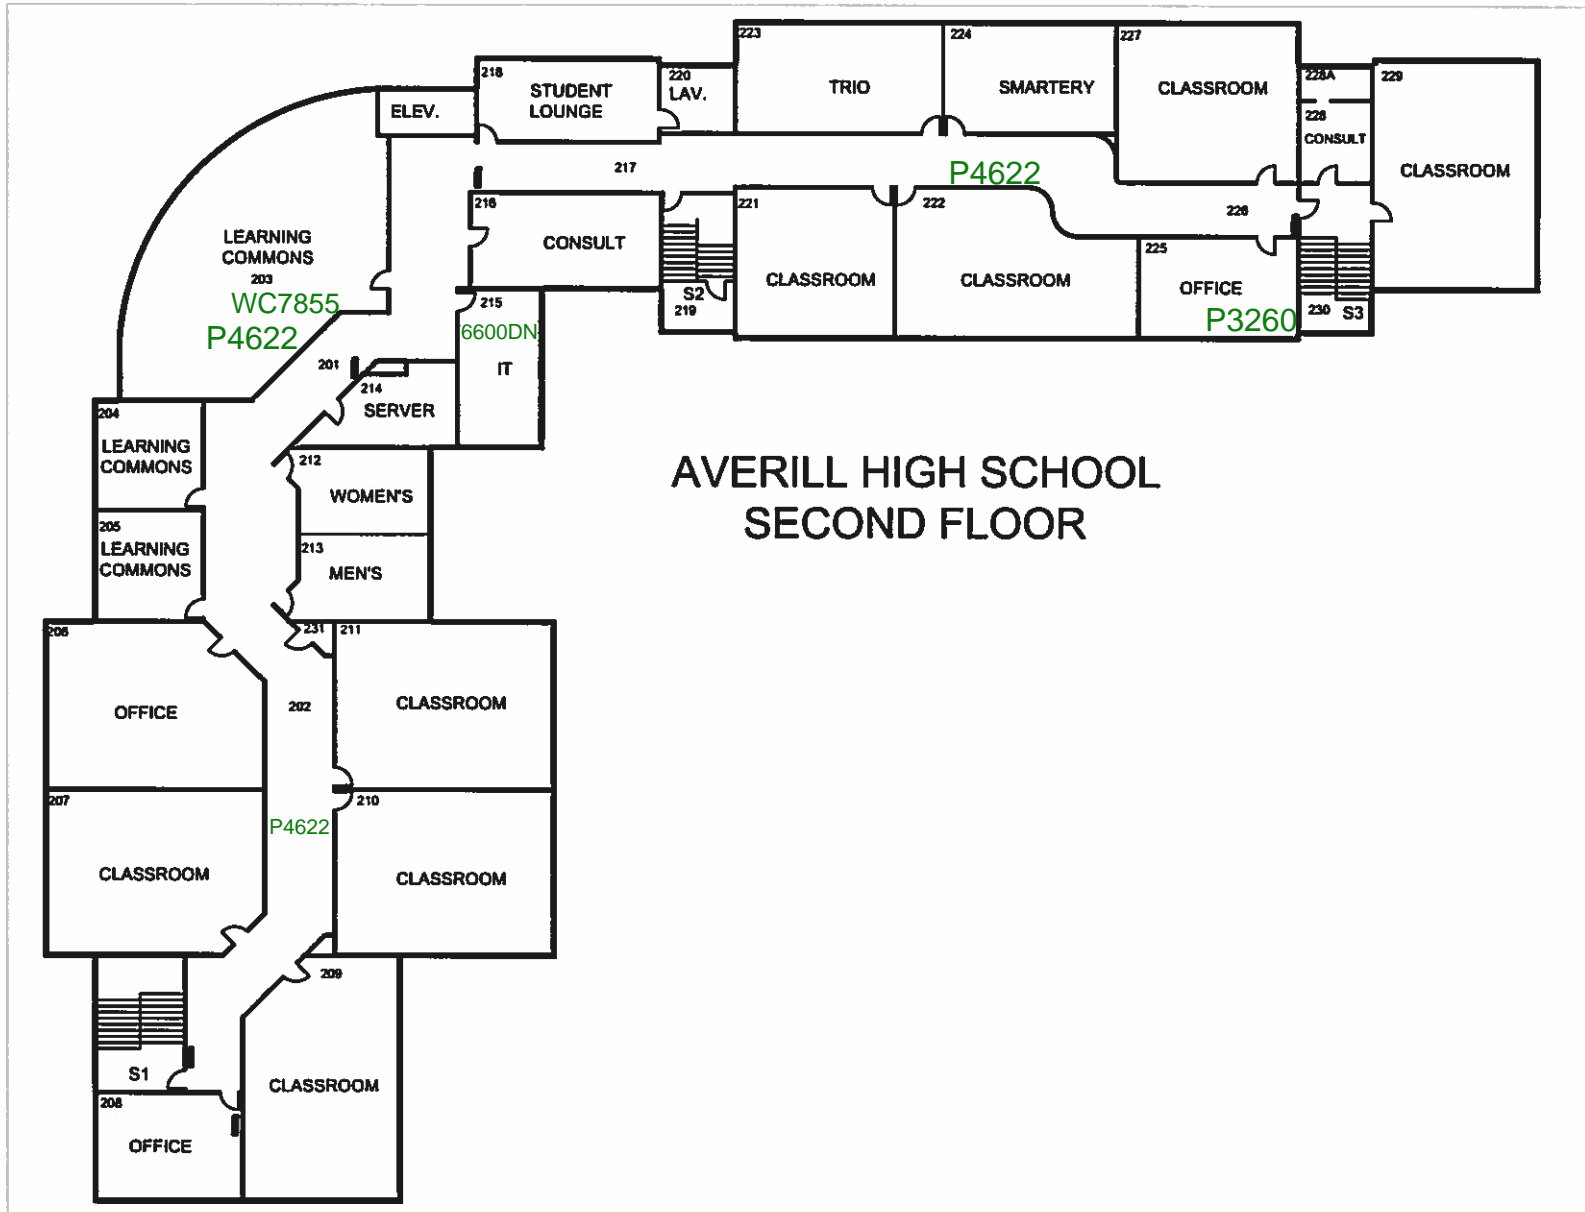 223
224
227
218
STUDENT
LOUNGE
220
LAV.
TRIO
SMARTERY
CLASSROOM
228A
229
ELEV.
228
CONSULT
217
P4622
CLASSROOM
216
CONSULT
221
222
226
LEARNING
COMMONS
203
WC7855
P4622
CLASSROOM
CLASSROOM
225
OFFICE
P3260
S2
219
230
S3
215
6600DN
IT
201
214
SERVER
204
LEARNING
COMMONS
212
WOMEN'S
AVERILL HIGH SCHOOL
SECOND FLOOR
205
LEARNING
COMMONS
213
MEN'S
206
231
211
OFFICE
202
CLASSROOM
207
210
P4622
CLASSROOM
CLASSROOM
209
S1
CLASSROOM
208
OFFICE